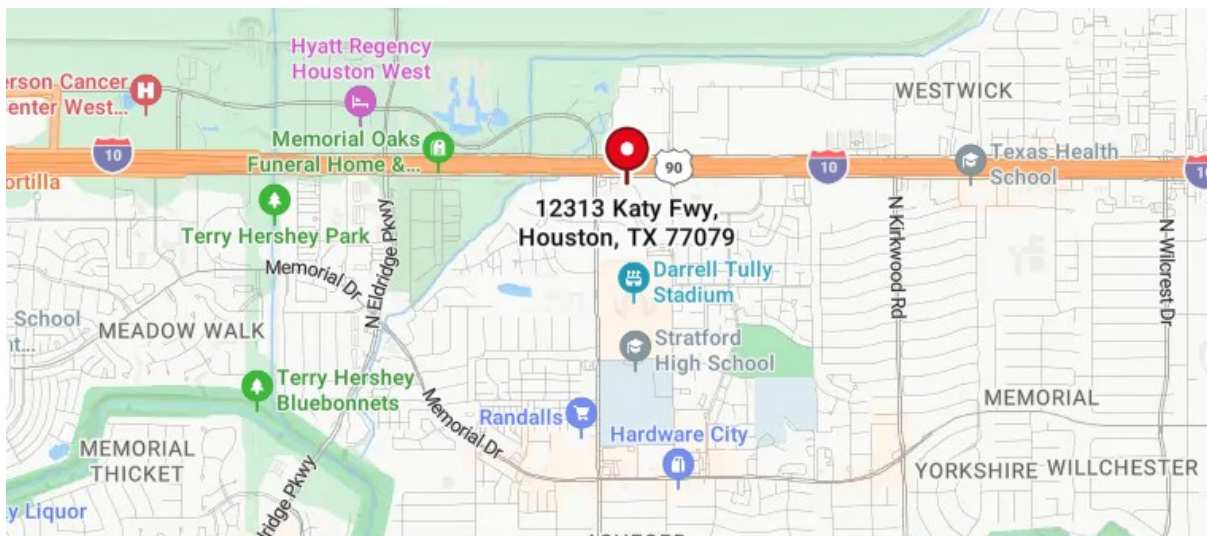 Hyatt Regency
Houston West
WESTWICK
erson Cancer
enter West...
Memorial Oaks
Funeral Home &...
10
90
10
Texas Health
School
10
ortilla
Terry Hershey Park
12313 Katy Fwy,
Houston, TX 77079
N Eldridge Pkwy
N Kirkwood Rd
N Wilcrest Dr
Memorial Dr
Darrell Tully
Stadium
School
nt...
MEADOW WALK
Stratford
High School
Terry Hershey
Bluebonnets
Memorial Dr
Randalls
MEMORIAL
Hardware City
MEMORIAL
THICKET
YORKSHIRE
WILLCHESTER
y Liquor
dridge Pkwy